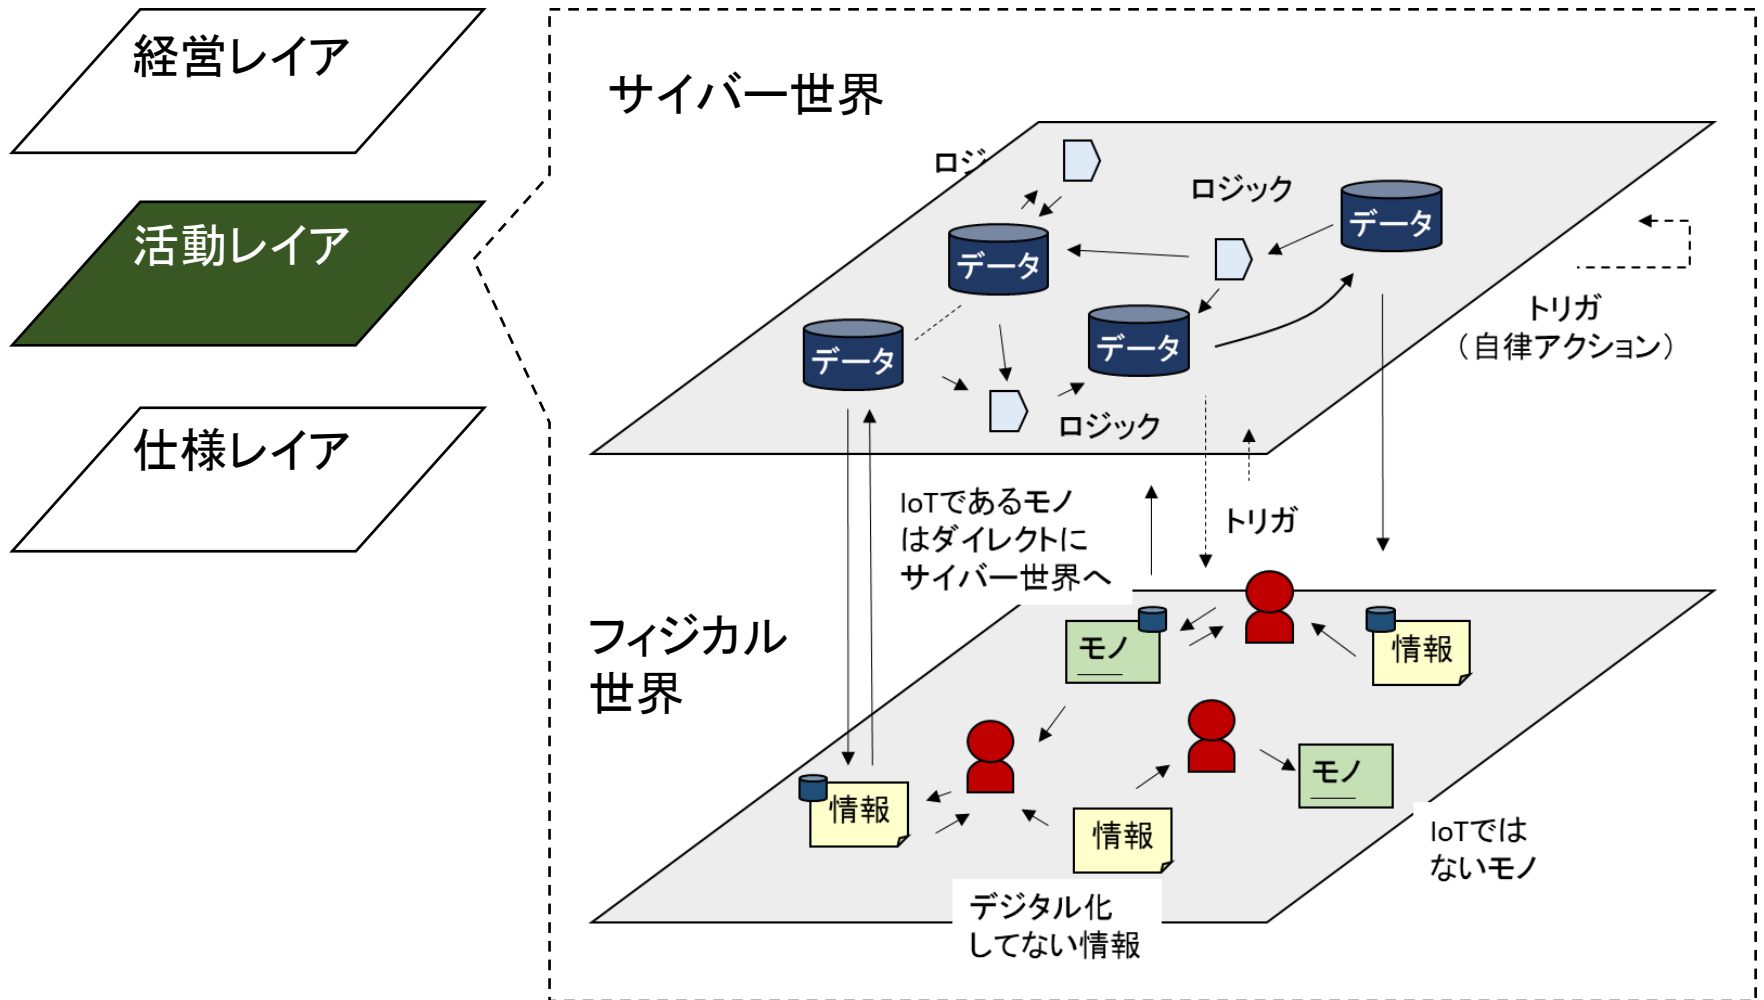 経営レイア
活動レイア
仕様レイア
サイバー世界
ロジ
ロジック
データ
データ
データ
データ
ロジック
トリガ
（自律アクション）
IoTであるモノ
はダイレクトに
サイバー世界へ
トリガ
フィジカル
世界
モノ
情報
モノ
情報
情報
IoTでは
ないモノ
デジタル化
してない情報